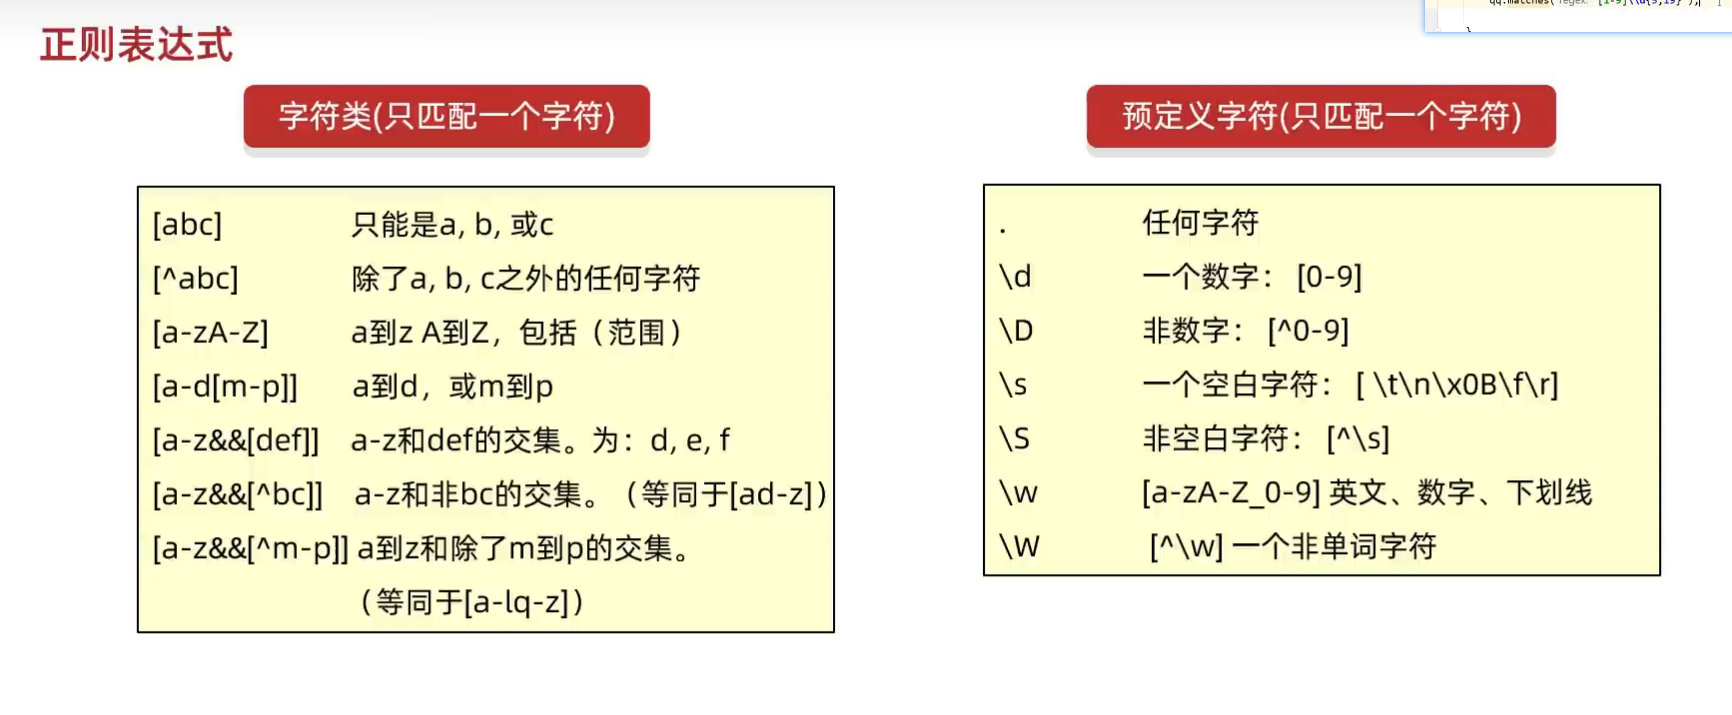 qq.matches( regex: "[1-9]\\d{5,19}");
}
正则表达式
字符类(只匹配一个字符)
[abc] 只能是a, b, 或c
[^abc] 除了a, b, c之外的任何字符
[a-zA-Z] a到z A到Z，包括（范围）
[a-d[m-p]] a到d，或m到p
[a-z&&[def]] a-z和def的交集。为：d, e, f
[a-z&&[^bc]] a-z和非bc的交集。（等同于[ad-z]）
[a-z&&[^m-p]] a到z和除了m到p的交集。
（等同于[a-lq-z]）
预定义字符(只匹配一个字符)
. 任何字符
\d 一个数字： [0-9]
\D 非数字： [^0-9]
\s 一个空白字符： [ \t\n\x0B\f\r]
\S 非空白字符： [^\s]
\w [a-zA-Z_0-9] 英文、数字、下划线
\W [^\w] 一个非单词字符